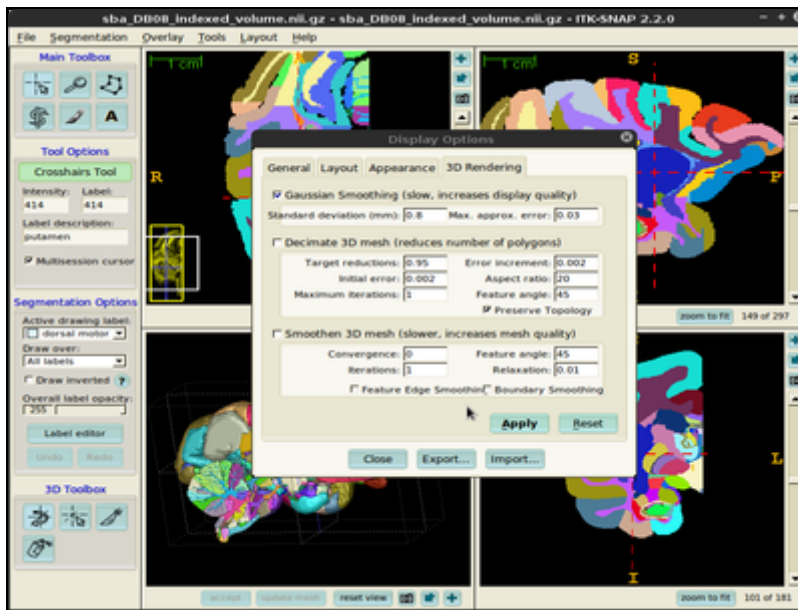 sba_DB08_indexed_volume.nii.gz - sba_DB08_indexed_volume.nii.gz - ITK-SNAP 2.2.0
File Segmentation Overlay Tools Layout Help
Main Toolbox
A
Tool Options
Crosshairs Tool
Intensity: Label:
414 414
Label description:
putamen
Multisession cursor
Segmentation Options
Active drawing label:
dorsal motor
Draw over:
All labels
Draw inverted ?
Overall label opacity:
255
Label editor
Undo Redo
3D Toolbox
1 cm
R
1 cm
S
P
zoom to fit 149 of 297
Display Options
General Layout Appearance 3D Rendering
Gaussian Smoothing (slow, increases display quality)
Standard deviation (mm): 0.8 Max. approx. error: 0.03
Decimate 3D mesh (reduces number of polygons)
Target reductions: 0.95 Error increment: 0.002
Initial error: 0.002 Aspect ratio: 20
Maximum iterations: 1 Feature angle: 45
Preserve Topology
Smoothen 3D mesh (slower, increases mesh quality)
Convergence: 0 Feature angle: 45
Iterations: 1 Relaxation: 0.01
Feature Edge Smoothin Boundary Smoothing
Apply Reset
Close Export... Import...
accept update mesh reset view
L
I
zoom to fit 101 of 181